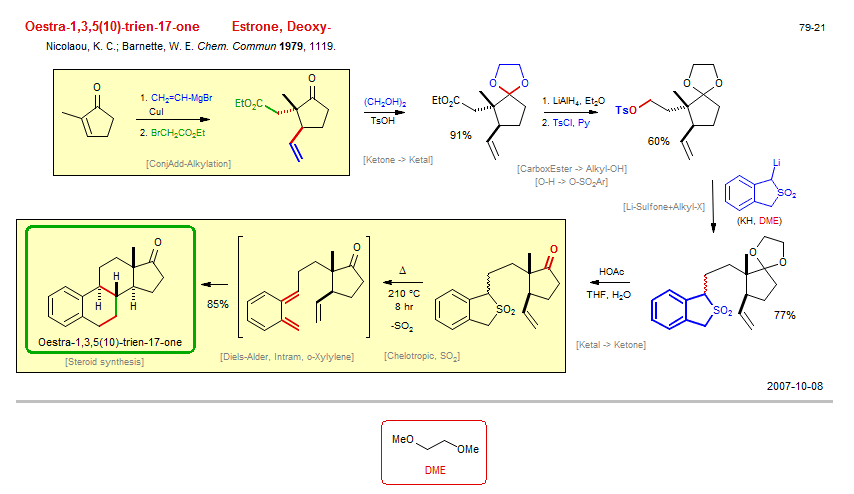 Oestra-1,3,5(10)-trien-17-one Estrone, Deoxy-
79-21
Nicolaou, K. C.; Barnette, W. E. Chem. Commun 1979, 1119.
O
1. CH₂=CH-MgBr
CuI
2. BrCH₂CO₂Et
[ConjAdd-Alkylation]
EtO₂C
O
(CH₂OH)₂
TsOH
[Ketone -> Ketal]
O O
EtO₂C
91%
1. LiAlH₄, Et₂O
2. TsCl, Py
[CarboxEster -> Alkyl-OH]
[O-H -> O-SO₂Ar]
O O
TsO
60%
Li
SO₂
[Li-Sulfone+Alkyl-X]
(KH, DME)
O
O
SO₂
77%
HOAc
THF, H₂O
[Ketal -> Ketone]
O
SO₂
Δ
210 °C
8 hr
-SO₂
[Chelotropic, SO₂]
O
[Diels-Alder, Intram, o-Xylylene]
85%
O
H
H H
Oestra-1,3,5(10)-trien-17-one
[Steroid synthesis]
2007-10-08
MeO
OMe
DME